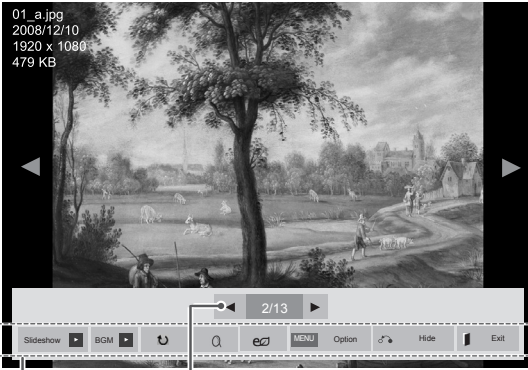 01_a.jpg
2008/12/10
1920 x 1080
479 KB
2/13
Slideshow BGM MENU Option Hide Exit